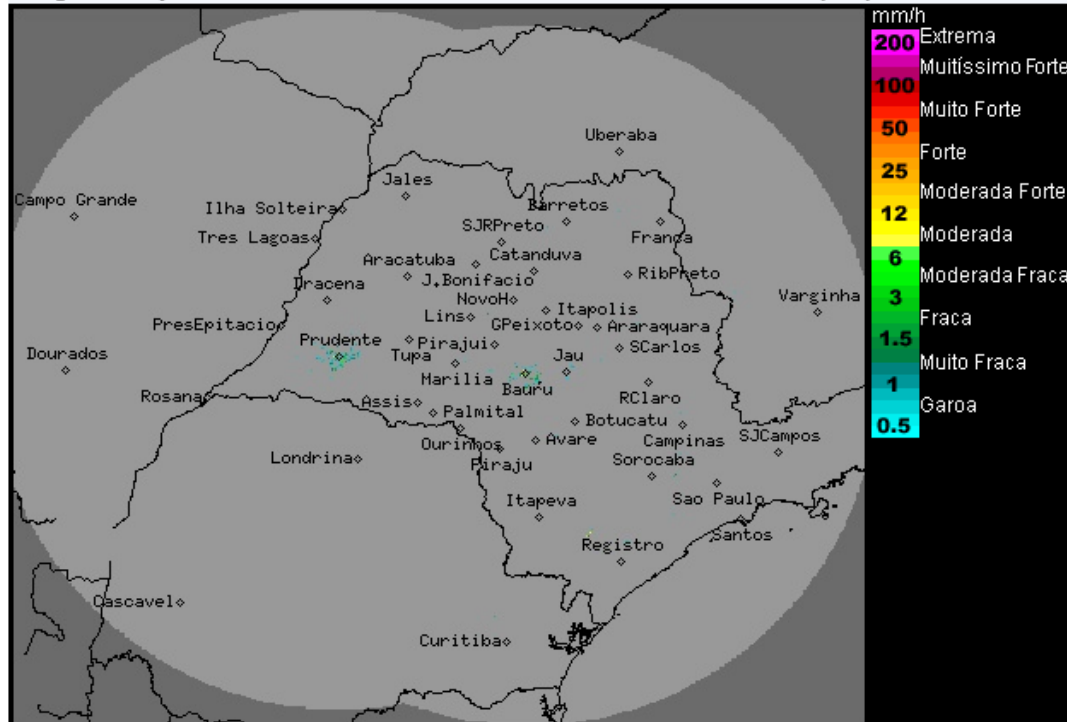 mm/h
200 Extrema
Muitíssimo Forte
100
Muito Forte
50
Forte
25
Moderada Forte
12
Moderada
6
Moderada Fraca
3
Fraca
1.5
Muito Fraca
1
Garoa
0.5
Uberaba
Jales
Campo Grande
Ilha Solteira
Barretos
Tres Lagoas
SJRPreto
Franca
Aracatuba
Catanduva
J.Bonifacio
RibPreto
Dracena
NovoH
Varginha
Lins
Itapolis
PresEpitacio
GPeixoto
Araraquara
Prudente
Pirajui
SCarlos
Dourados
Tupa
Jau
Marilia
Bauru
Rosana
Assis
RClaro
Palmital
Botucatu
Ourinhos
Avare
Campinas
SJCampos
Londrina
Piraju
Sorocaba
Itapeva
Sao Paulo
Santos
Registro
Cascavel
Curitiba